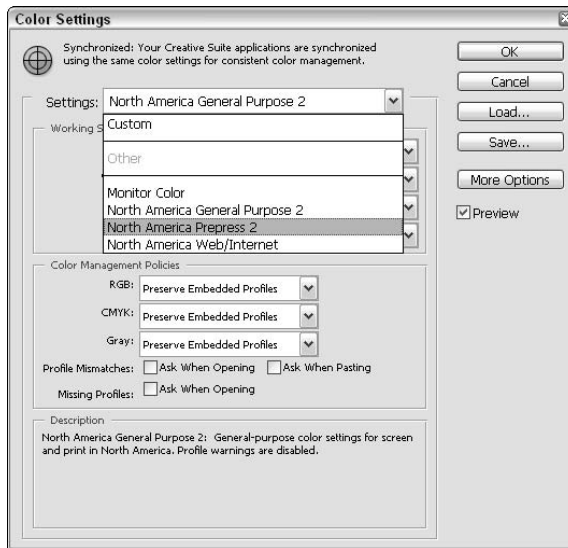 Color Settings
Synchronized: Your Creative Suite applications are synchronized
using the same color settings for consistent color management.
OK
Cancel
Load...
Save...
More Options
Preview
Settings: North America General Purpose 2
Custom
Working S
Other
Monitor Color
North America General Purpose 2
North America Prepress 2
North America Web/Internet
Color Management Policies
RGB: Preserve Embedded Profiles
CMYK: Preserve Embedded Profiles
Gray: Preserve Embedded Profiles
Profile Mismatches: Ask When Opening Ask When Pasting
Missing Profiles: Ask When Opening
Description
North America General Purpose 2: General-purpose color settings for screen
and print in North America. Profile warnings are disabled.